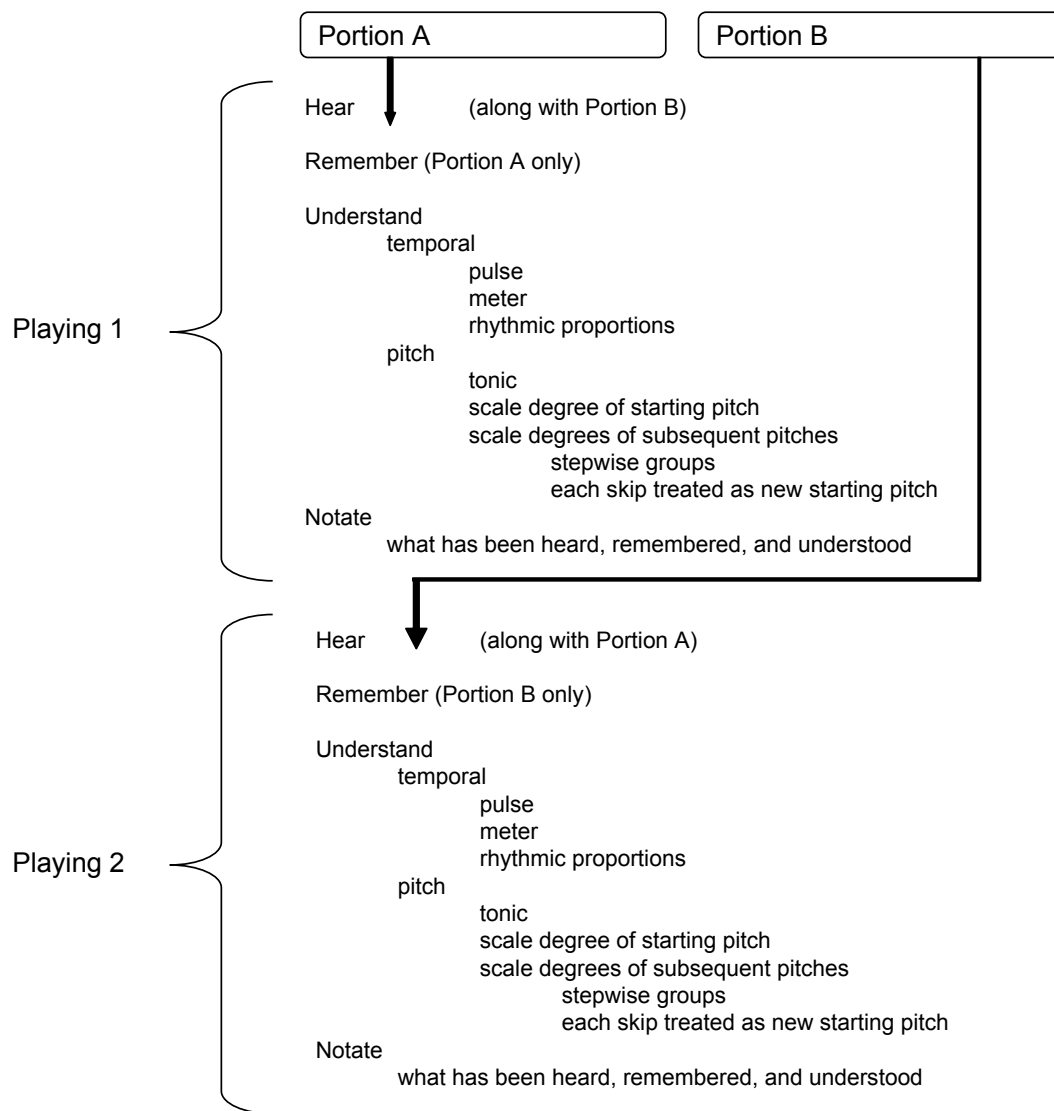 Portion A Portion B
Hear (along with Portion B)
Remember (Portion A only)
Understand
temporal
pulse
meter
rhythmic proportions
Playing 1
pitch
tonic
scale degree of starting pitch
scale degrees of subsequent pitches
stepwise groups
each skip treated as new starting pitch
Notate
what has been heard, remembered, and understood
Hear (along with Portion A)
Remember (Portion B only)
Understand
temporal
pulse
meter
rhythmic proportions
Playing 2
pitch
tonic
scale degree of starting pitch
scale degrees of subsequent pitches
stepwise groups
each skip treated as new starting pitch
Notate
what has been heard, remembered, and understood